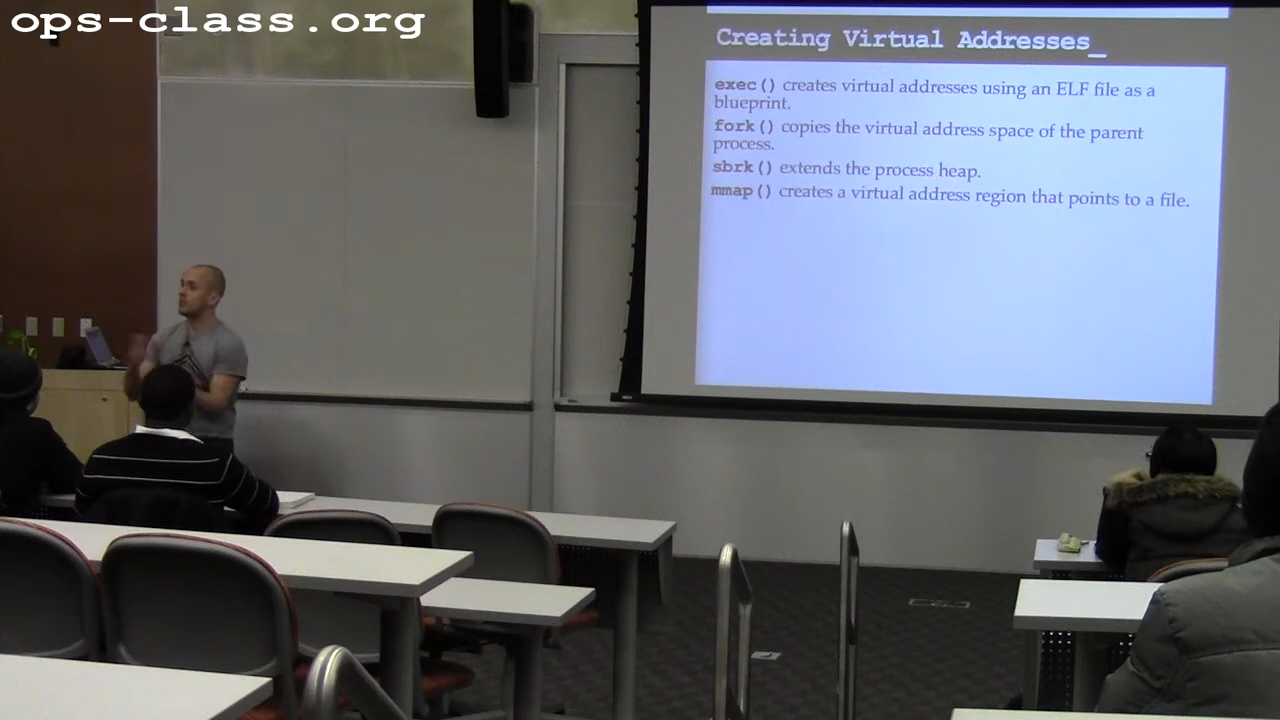 ops-class.org
Creating Virtual Addresses_
exec() creates virtual addresses using an ELF file as a
blueprint.
fork() copies the virtual address space of the parent
process.
sbrk() extends the process heap.
mmap() creates a virtual address region that points to a file.